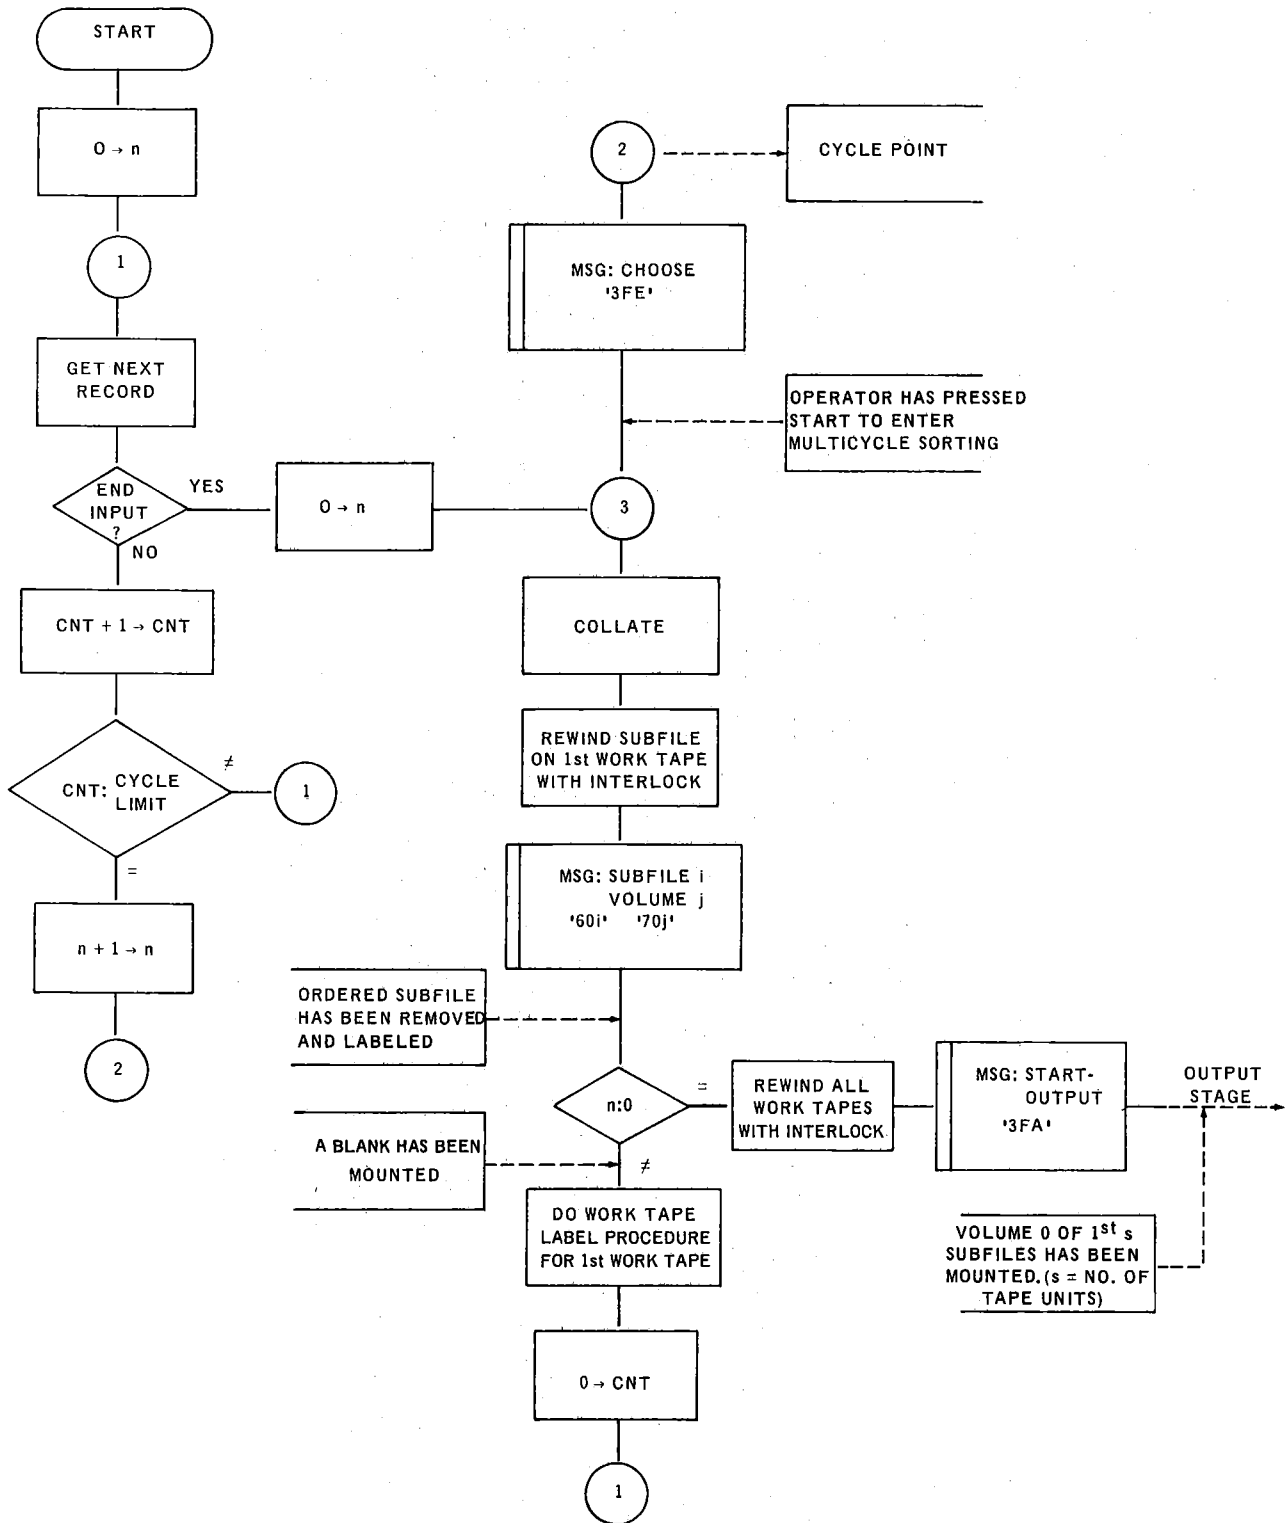 START
0 → n
1
GET NEXT
RECORD
END
INPUT
?
YES
NO
0 → n
CNT + 1 → CNT
CNT: CYCLE
LIMIT
≠
1
=
n + 1 → n
2
2
CYCLE POINT
MSG: CHOOSE
'3FE'
OPERATOR HAS PRESSED
START TO ENTER
MULTICYCLE SORTING
3
COLLATE
REWIND SUBFILE
ON 1st WORK TAPE
WITH INTERLOCK
MSG: SUBFILE i
VOLUME j
'60i' '70j'
ORDERED SUBFILE
HAS BEEN REMOVED
AND LABELED
n:0
=
REWIND ALL
WORK TAPES
WITH INTERLOCK
MSG: START-
OUTPUT
'3FA'
OUTPUT
STAGE
A BLANK HAS BEEN
MOUNTED
≠
DO WORK TAPE
LABEL PROCEDURE
FOR 1st WORK TAPE
VOLUME 0 OF 1st s
SUBFILES HAS BEEN
MOUNTED.(s = NO. OF
TAPE UNITS)
0 → CNT
1